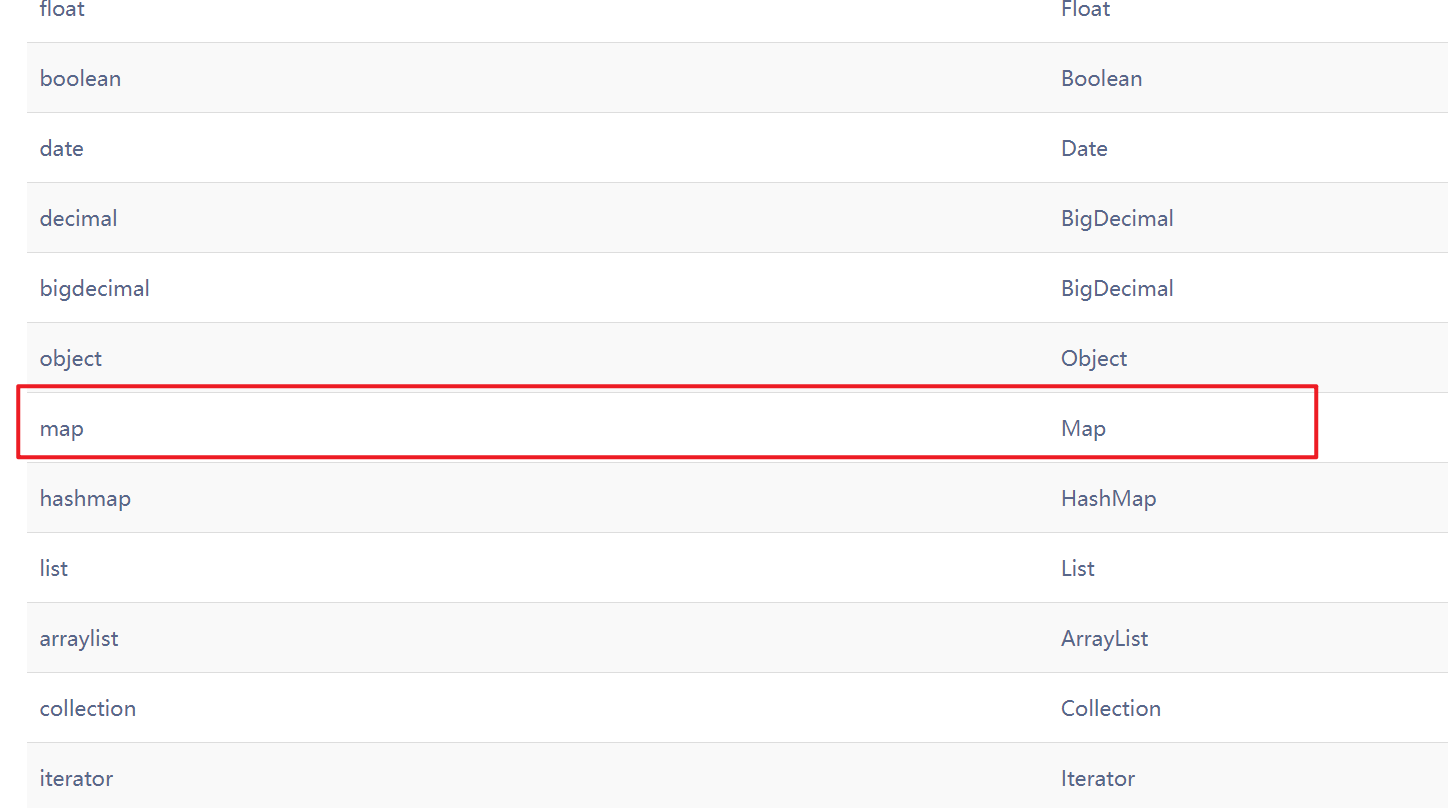 float Float
boolean Boolean
date Date
decimal BigDecimal
bigdecimal BigDecimal
object Object
map Map
hashmap HashMap
list List
arraylist ArrayList
collection Collection
iterator Iterator